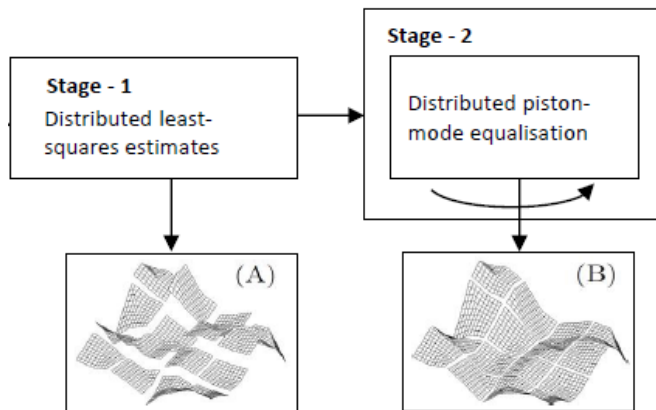 Stage - 1
Distributed least-
squares estimates
Stage - 2
Distributed piston-
mode equalisation
(A)
(B)